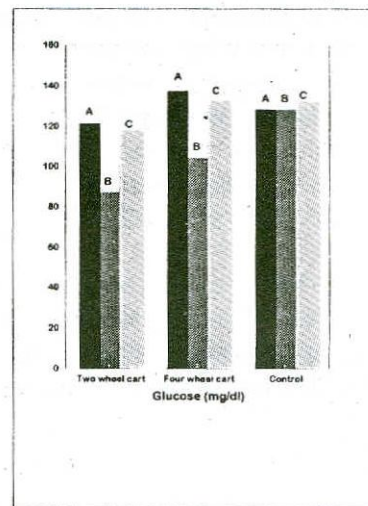 160
140
120
100
80
60
40
20
0
A
B
C
A
B
C
A
B
C
Two wheel cart
Four wheel cart
Control
Glucose (mg/dl)